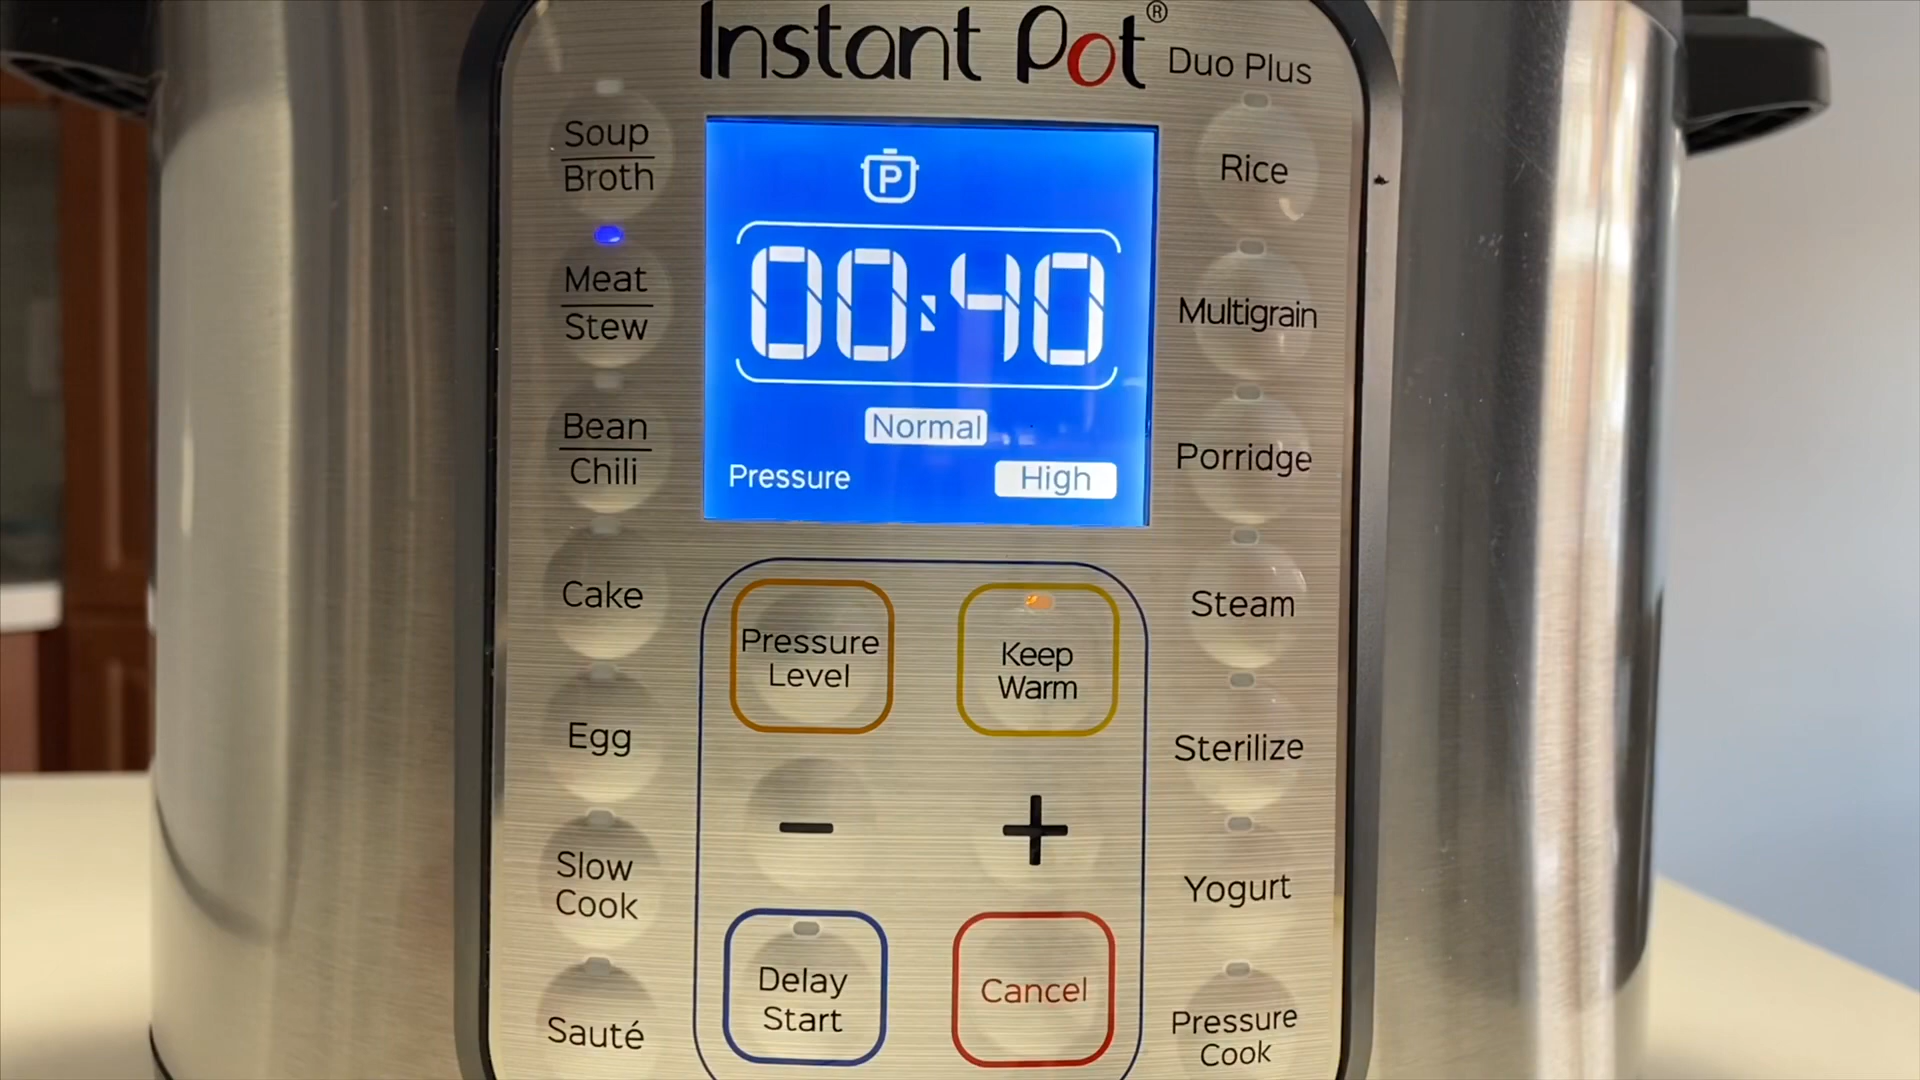 Instant Pot® Duo Plus
Soup
Broth
Meat
Stew
Bean
Chili
Cake
Egg
Slow
Cook
Sauté
P
00:40
Normal
Pressure High
Pressure
Level
Keep
Warm
- +
Delay
Start
Cancel
Rice
Multigrain
Porridge
Steam
Sterilize
Yogurt
Pressure
Cook